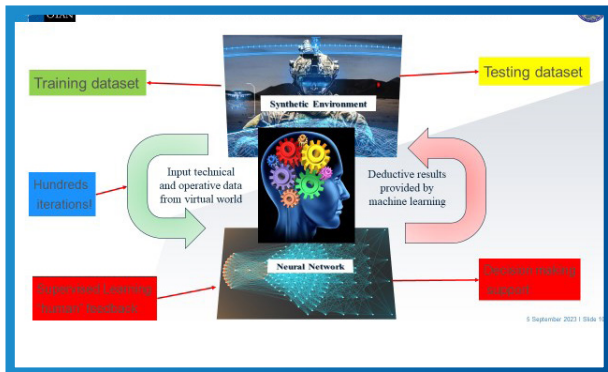 OTAN
Training dataset
Testing dataset
Synthetic Environment
Input technical
and operative data
from virtual world
Deductive results
provided by
machine learning
Hundreds
iterations!
Neural Network
Supervised Learning
"human" feedback
Decision making
support
5 September 2023 | Slide